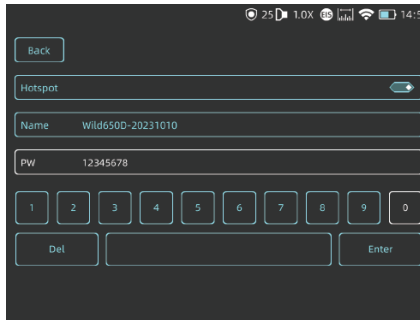 25 1.0X EIS 14:5
Back
Hotspot
Name Wild650D-20231010
PW 12345678
1 2 3 4 5 6 7 8 9 0
Del Enter